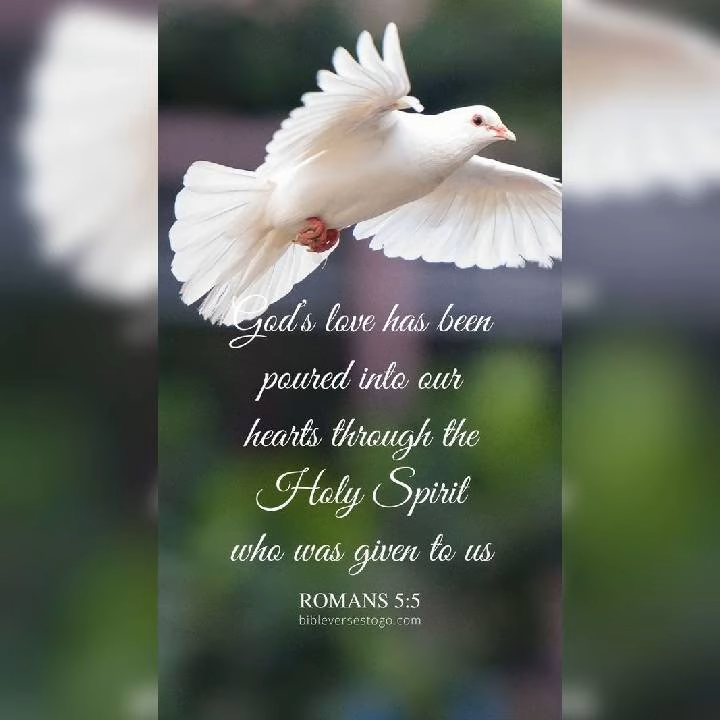 God's love has been
poured into our
hearts through the
Holy Spirit
who was given to us
ROMANS 5:5
bibleversestogo.com